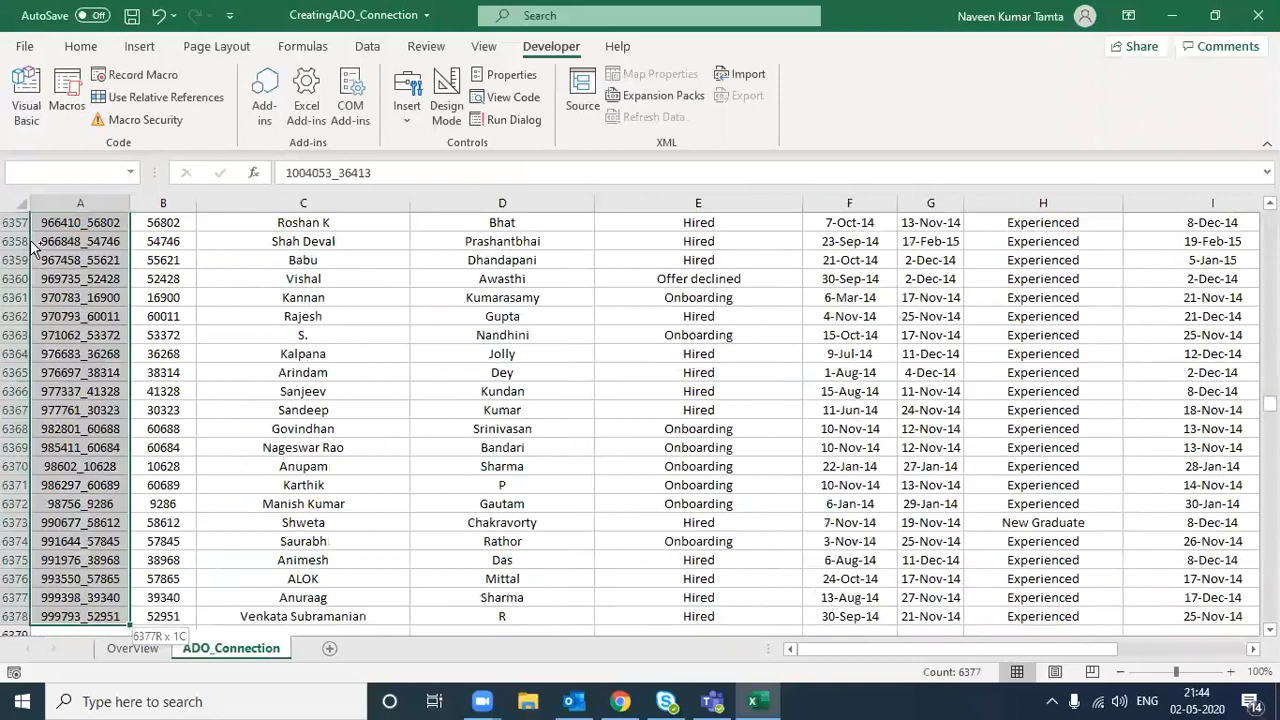 AutoSave Off CreatingADO_Connection Search Naveen Kumar Tamta
File Home Insert Page Layout Formulas Data Review View Developer Help Share Comments
Visual Basic Macros Record Macro Use Relative References Macro Security Add-ins Excel Add-ins COM Add-ins Insert Design Mode Properties View Code Run Dialog Source Map Properties Expansion Packs Refresh Data Import Export
Code Add-ins Controls XML
fx 1004053_36413
A B C D E F G H I
6357 966410_56802 56802 Roshan K Bhat Hired 7-Oct-14 13-Nov-14 Experienced 8-Dec-14
6358 966848_54746 54746 Shah Deval Prashantbhai Hired 23-Sep-14 17-Feb-15 Experienced 19-Feb-15
6359 967458_55621 55621 Babu Dhandapani Hired 21-Oct-14 2-Dec-14 Experienced 5-Jan-15
6360 969735_52428 52428 Vishal Awasthi Offer declined 30-Sep-14 2-Dec-14 Experienced 2-Dec-14
6361 970783_16900 16900 Kannan Kumarasamy Onboarding 6-Mar-14 17-Nov-14 Experienced 21-Nov-14
6362 970793_60011 60011 Rajesh Gupta Hired 4-Nov-14 25-Nov-14 Experienced 21-Dec-14
6363 971062_53372 53372 S. Nandhini Onboarding 15-Oct-14 17-Nov-14 Experienced 25-Nov-14
6364 976683_36268 36268 Kalpana Jolly Hired 9-Jul-14 11-Dec-14 Experienced 12-Dec-14
6365 976697_38314 38314 Arindam Dey Hired 1-Aug-14 4-Dec-14 Experienced 2-Dec-14
6366 977337_41328 41328 Sanjeev Kundan Hired 15-Aug-14 11-Nov-14 Experienced 17-Nov-14
6367 977761_30323 30323 Sandeep Kumar Hired 11-Jun-14 24-Nov-14 Experienced 18-Nov-14
6368 982801_60688 60688 Govindhan Srinivasan Onboarding 10-Nov-14 12-Nov-14 Experienced 13-Nov-14
6369 985411_60684 60684 Nageswar Rao Bandari Onboarding 10-Nov-14 12-Nov-14 Experienced 13-Nov-14
6370 98602_10628 10628 Anupam Sharma Onboarding 22-Jan-14 27-Jan-14 Experienced 28-Jan-14
6371 986297_60689 60689 Karthik P Onboarding 10-Nov-14 13-Nov-14 Experienced 14-Nov-14
6372 98756_9286 9286 Manish Kumar Gautam Onboarding 6-Jan-14 29-Jan-14 Experienced 30-Jan-14
6373 990677_58612 58612 Shweta Chakravorty Hired 7-Nov-14 19-Nov-14 New Graduate 8-Dec-14
6374 991644_57845 57845 Saurabh Rathor Onboarding 3-Nov-14 25-Nov-14 Experienced 26-Nov-14
6375 991976_38968 38968 Animesh Das Hired 6-Aug-14 11-Dec-14 Experienced 8-Dec-14
6376 993550_57865 57865 ALOK Mittal Hired 24-Oct-14 17-Nov-14 Experienced 17-Nov-14
6377 999398_39340 39340 Anuraag Sharma Hired 13-Aug-14 27-Nov-14 Experienced 17-Dec-14
6378 999793_52951 52951 Venkata Subramanian R Hired 30-Sep-14 21-Nov-14 Experienced 25-Nov-14
6379 6377R x 1C
OverView ADO_Connection
Count: 6377 100%
Type here to search ENG 21:44 02-05-2020 14